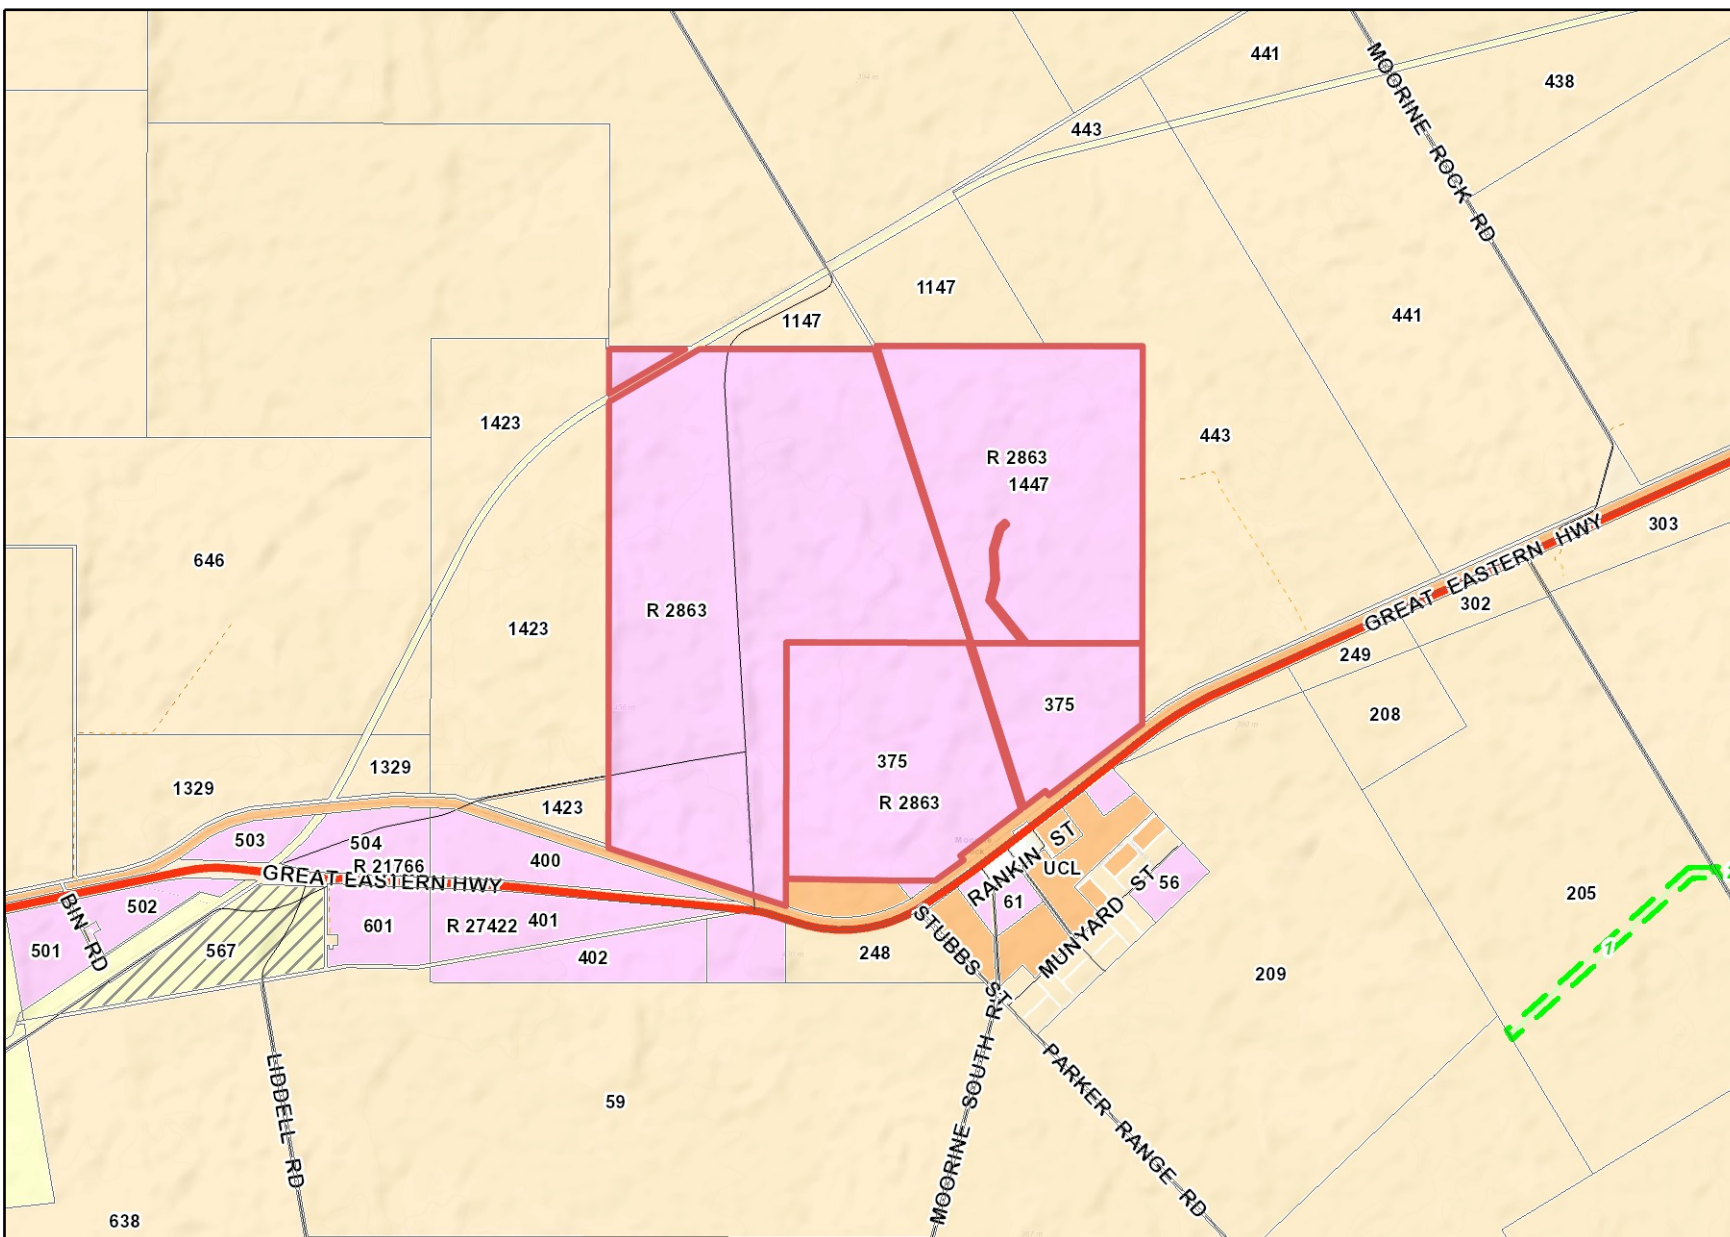 441
438
MOORINE ROCK RD
443
1147
1147
441
1423
443
R 2863
1447
303
GREAT EASTERN HWY
302
646
R 2863
1423
249
375
208
375
R 2863
1329
1329
1423
503
504
R 21766
400
GREAT EASTERN HWY
RANKIN ST
UCL
56
502
BIN RD
601
R 27422
401
61
MUNYARD ST
205
501
567
402
248
STUBBS ST
209
LIDDELL RD
59
MOORINE SOUTH R
PARKER RANGE RD
638